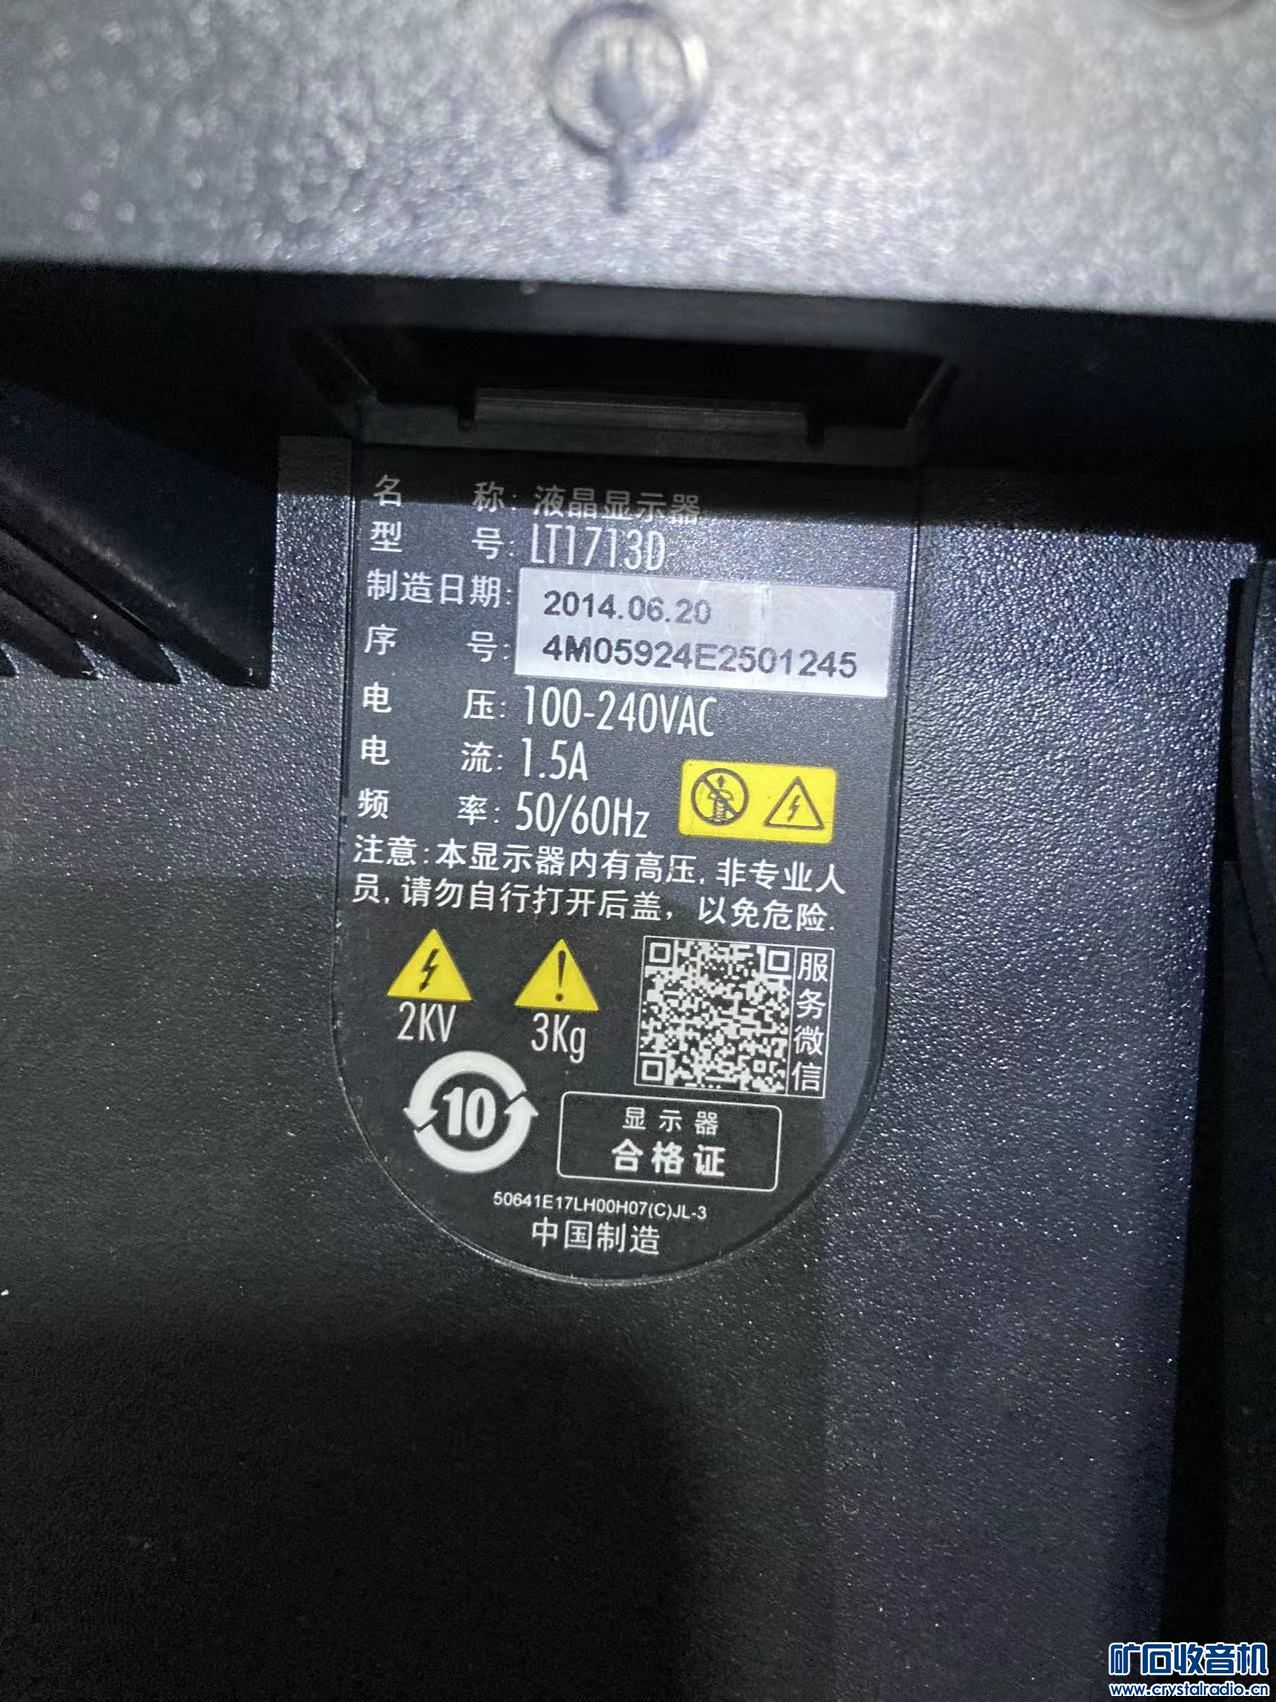 名 称: 液晶显示器
型 号: LT1713D
制造日期: 2014.06.20
序 号: 4M05924E2501245
电 压: 100-240VAC
电 流: 1.5A
频 率: 50/60Hz
注意:本显示器内有高压,非专业人
员,请勿自行打开后盖，以免危险.
2KV
3Kg
服务微信
10
显示器
合格证
50641E17LH00H07(C)JL-3
中国制造
矿石收音机
www.crystalradio.cn